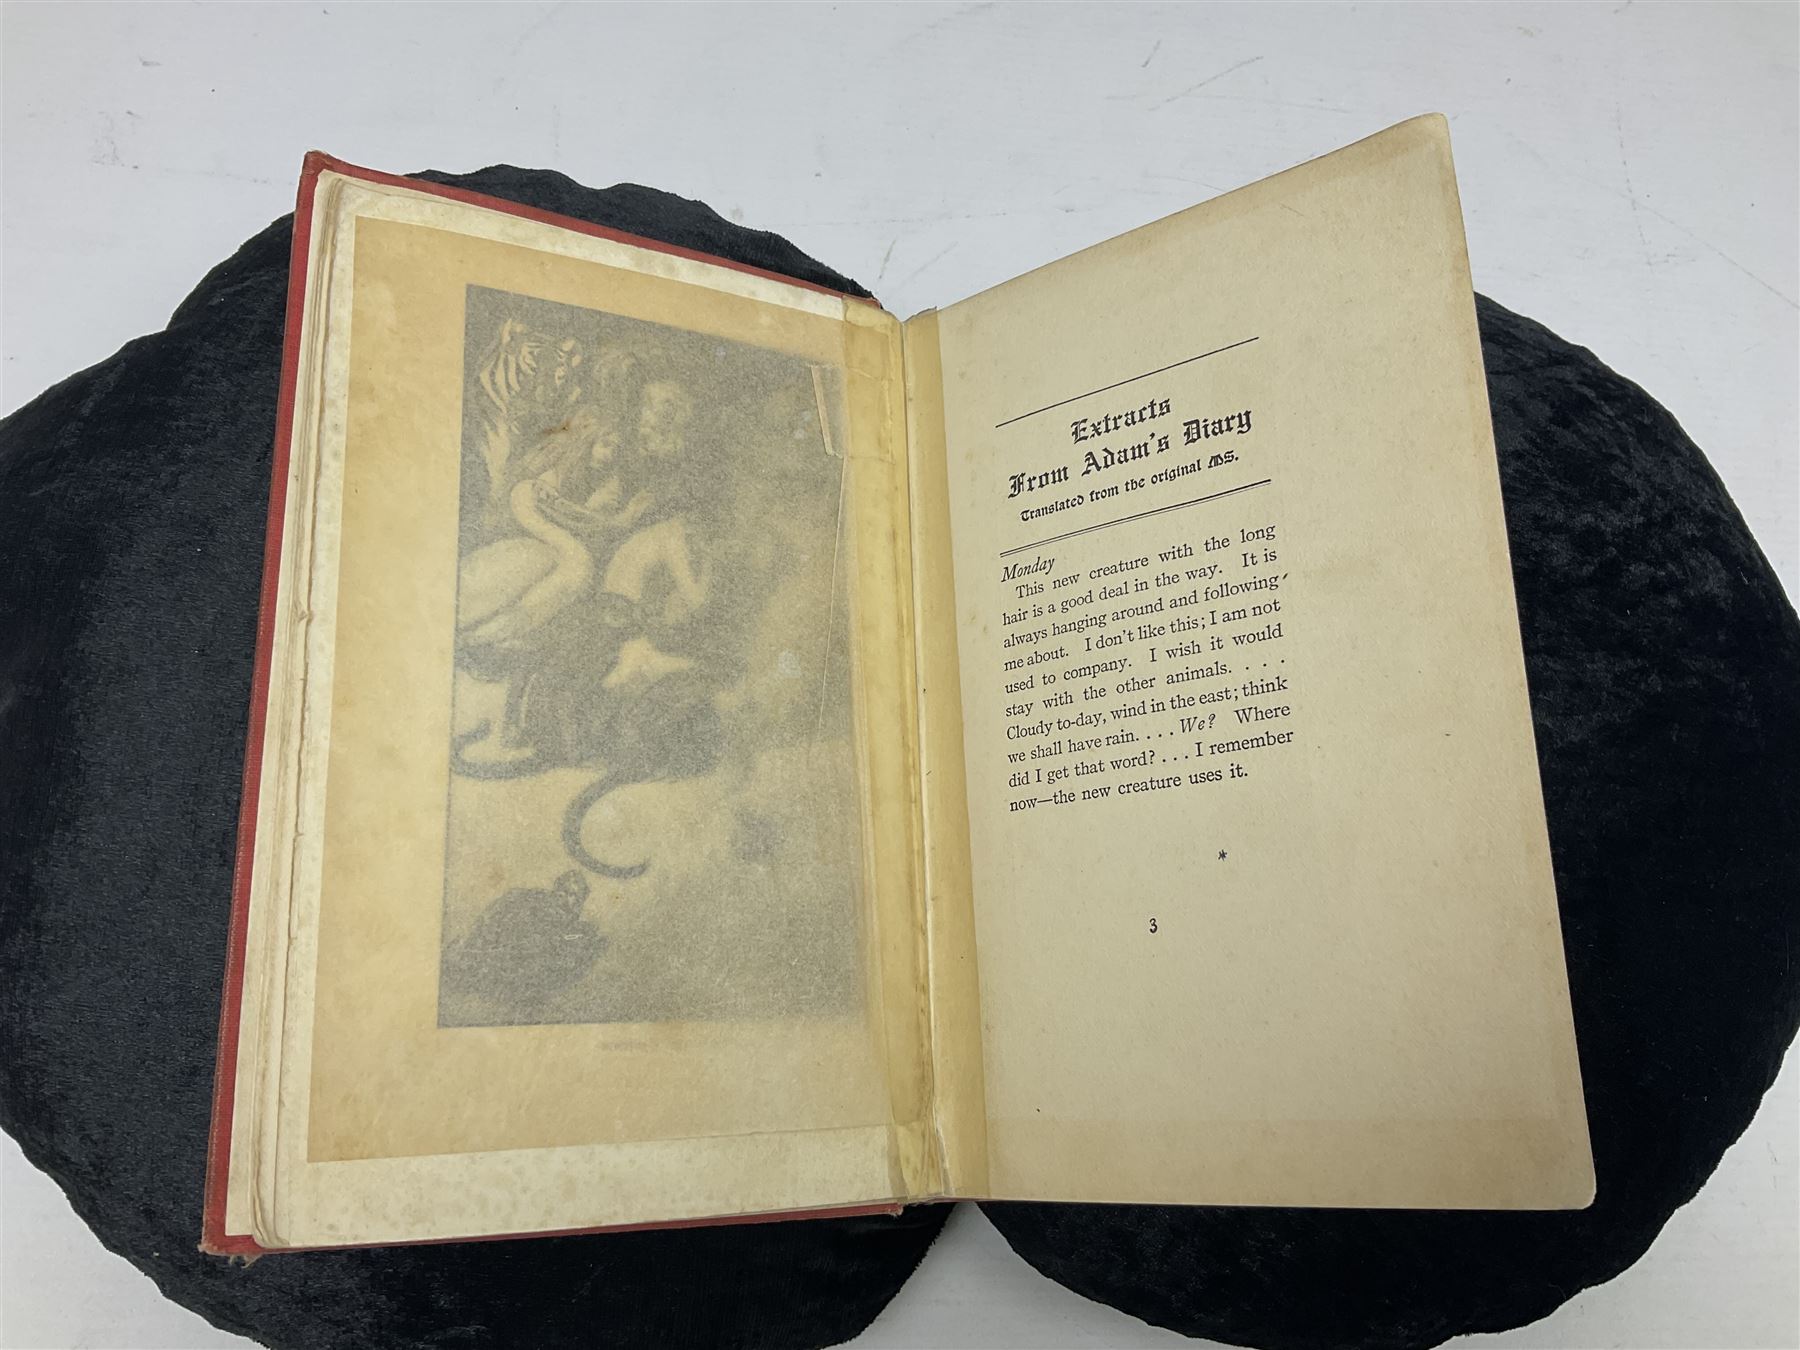 Extracts
From Adam's Diary
Translated from the original MS.
Monday
This new creature with the long
hair is a good deal in the way. It is
always hanging around and following
me about. I don't like this; I am not
used to company. I wish it would
stay with the other animals. . . .
Cloudy to-day, wind in the east; think
we shall have rain. . . . We? Where
did I get that word? . . . I remember
now—the new creature uses it.
*
3